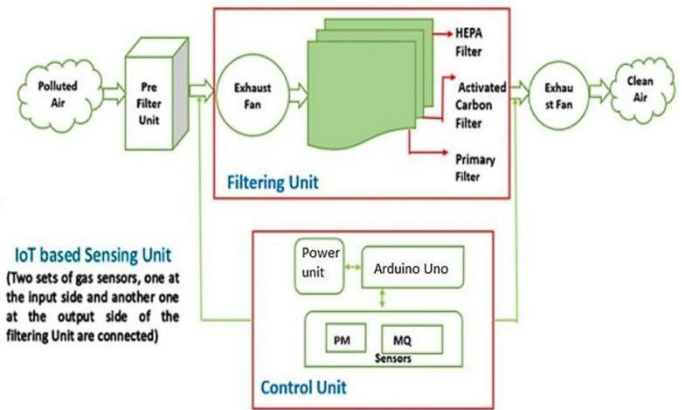 Polluted
Air
Pre
Filter
Unit
Exhaust
Fan
HEPA
Filter
Activated
Carbon
Filter
Primary
Filter
Exhau
st Fan
Clean
Air
Filtering Unit
IoT based Sensing Unit
(Two sets of gas sensors, one at
the input side and another one
at the output side of the
filtering Unit are connected)
Power
unit
Arduino Uno
PM
MQ
Sensors
Control Unit